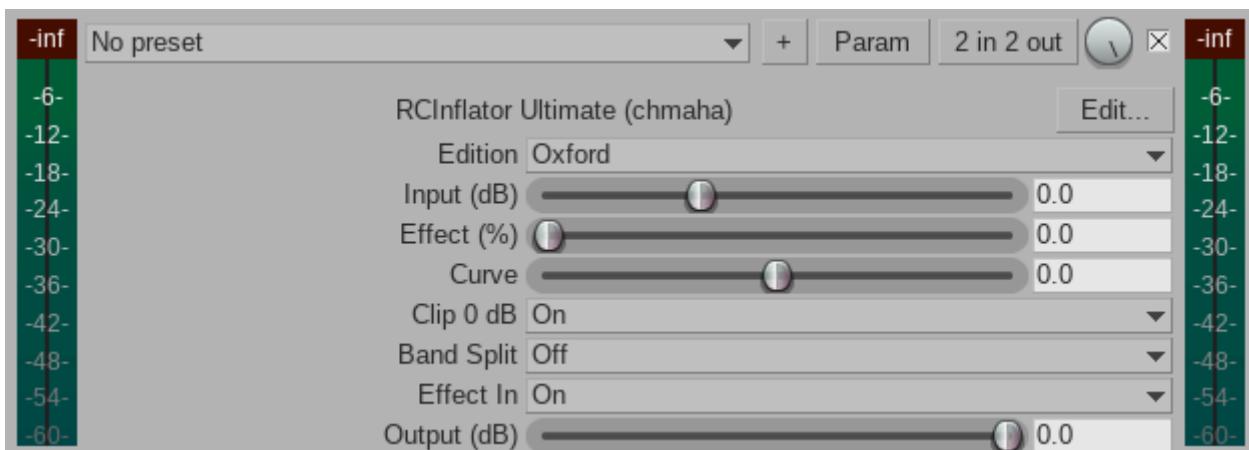 -inf No preset + Param 2 in 2 out -inf
-6- RCInflator Ultimate (chmaha) Edit... -6-
-12- -12-
Edition Oxford
-18- -18-
Input (dB) 0.0
-24- -24-
Effect (%) 0.0
-30- -30-
Curve 0.0
-36- -36-
Clip 0 dB On
-42- -42-
Band Split Off
-48- -48-
Effect In On
-54- -54-
Output (dB) 0.0
-60- -60-